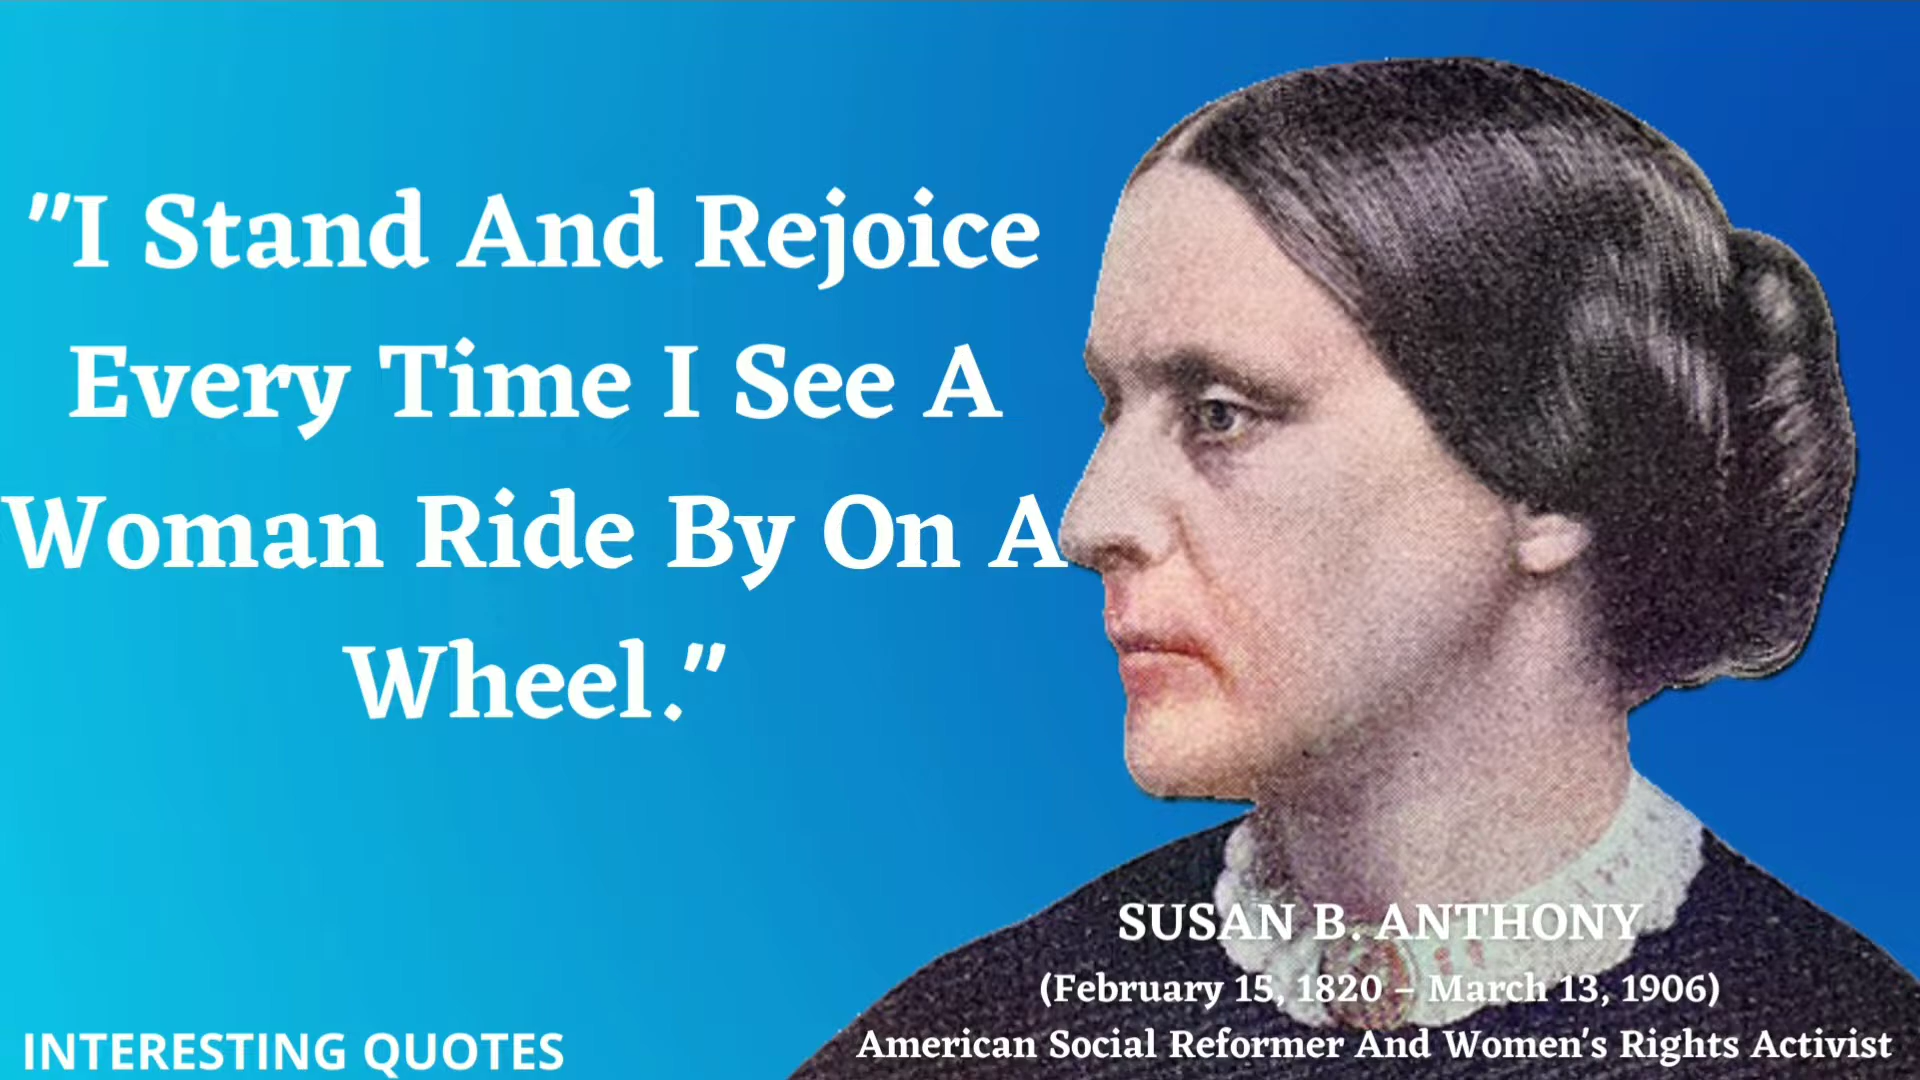 "I Stand And Rejoice
Every Time I See A
Woman Ride By On A
Wheel."
SUSAN B. ANTHONY
(February 15, 1820 – March 13, 1906)
American Social Reformer And Women's Rights Activist
INTERESTING QUOTES